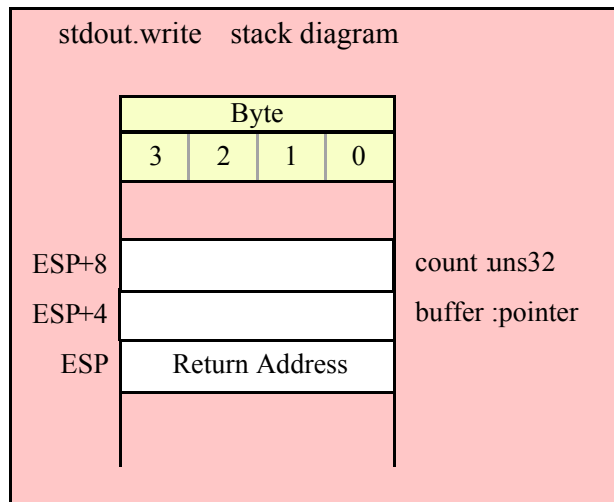 stdout.write stack diagram
Byte
3 2 1 0
ESP+8 count :uns32
ESP+4 buffer :pointer
ESP Return Address